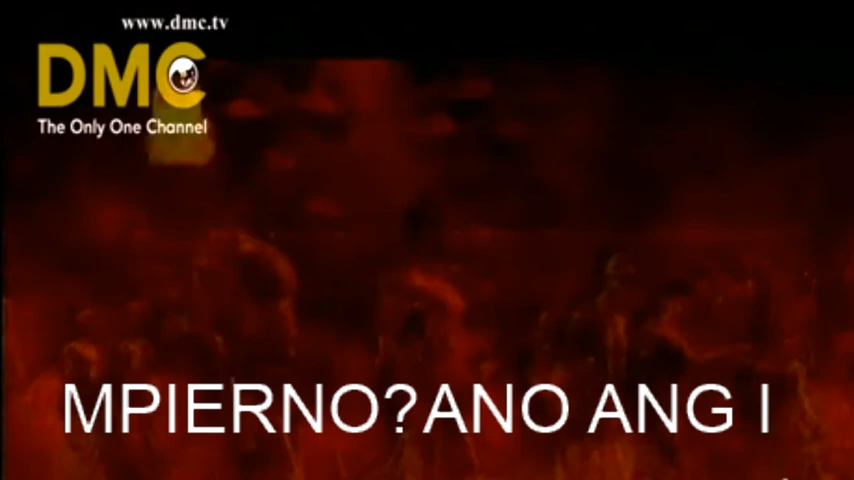 www.dmc.tv
DMC
The Only One Channel
MPIERNO?ANO ANG I